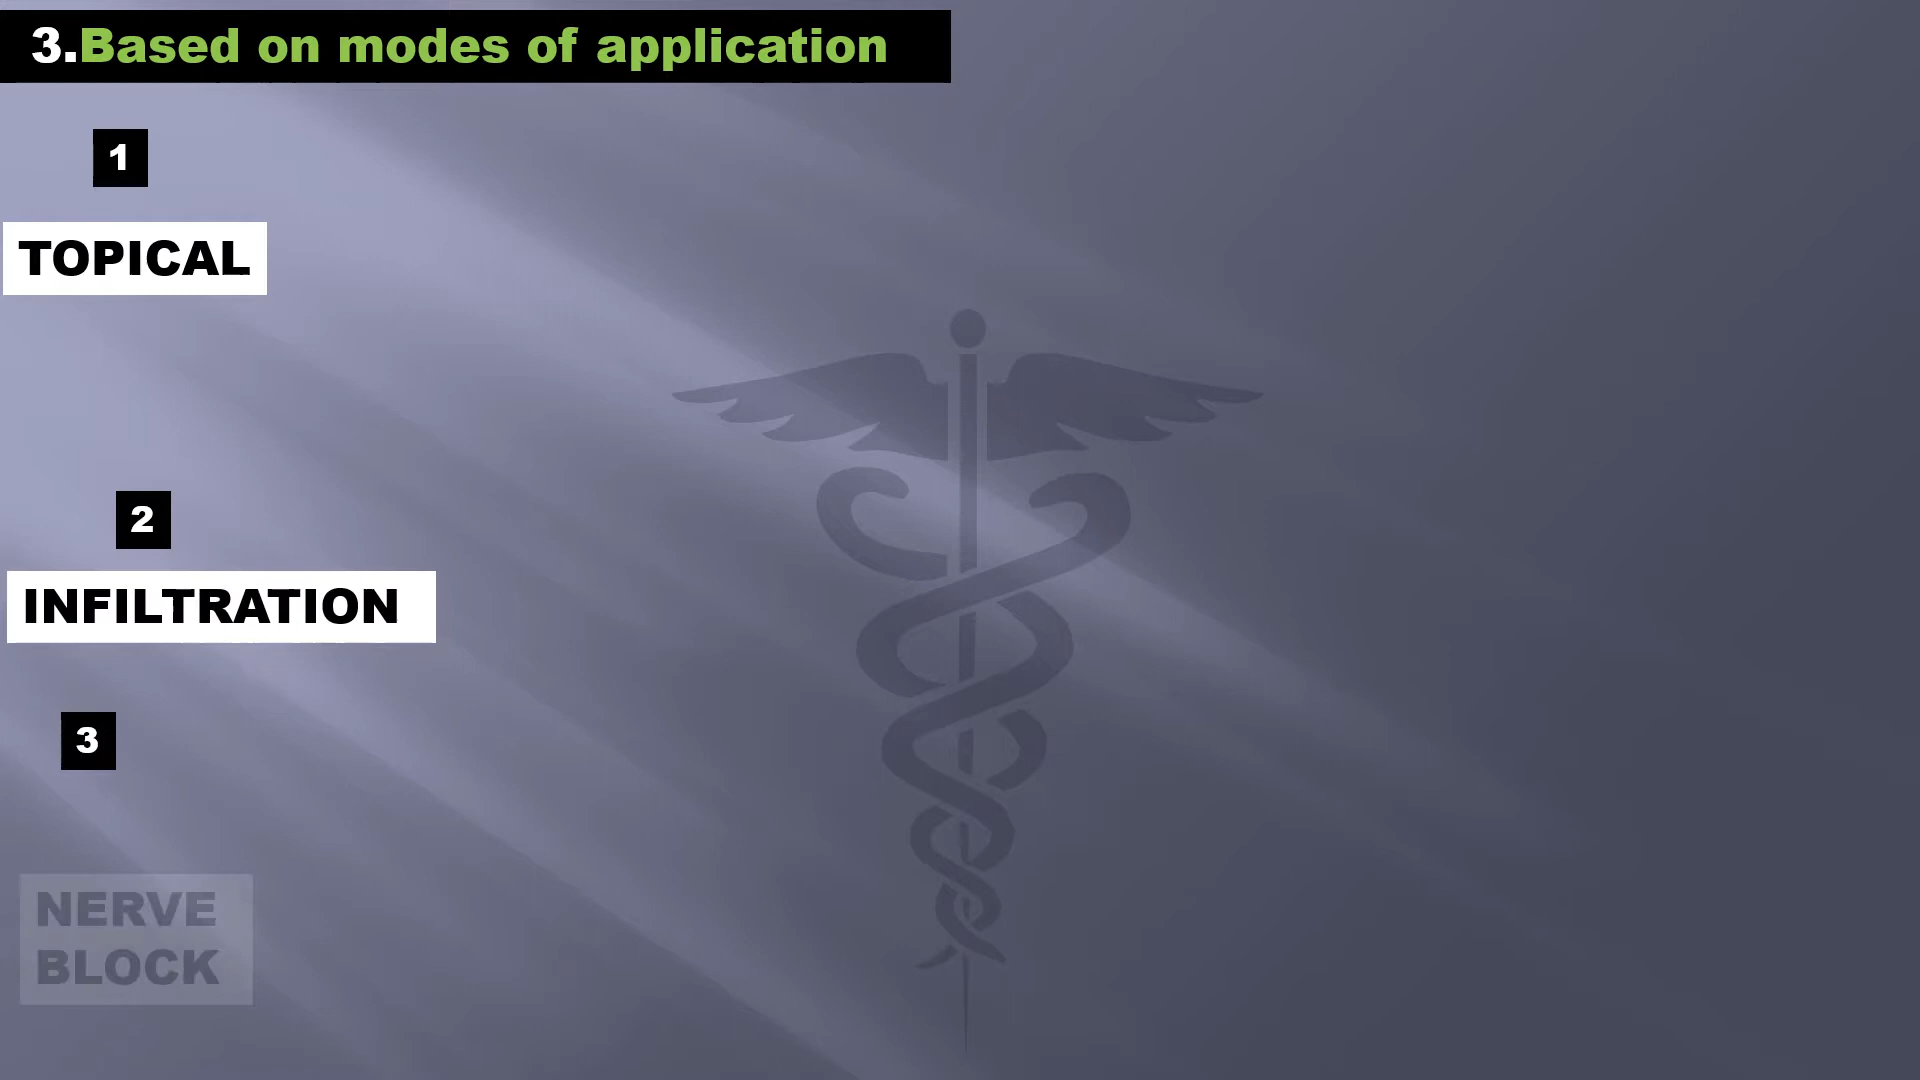 3.Based on modes of application
1
TOPICAL
2
INFILTRATION
3
NERVE
BLOCK